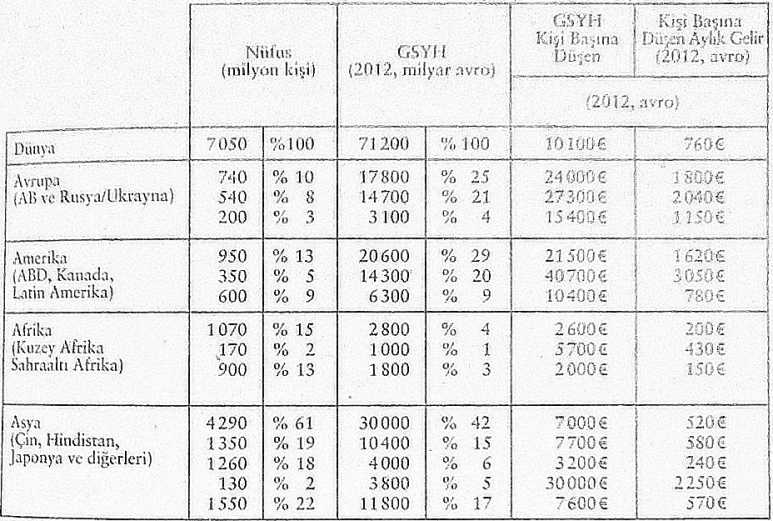 Nüfus (milyon kişi) GSYH (2012, milyar avro) GSYH Kişi Başına Düşen Kişi Başına Düşen Aylık Gelir (2012, avro)
(2012, avro)
Dünya 7050 %100 71200 % 100 10100€ 760€
Avrupa 740 % 10 17800 % 25 24000€ 1800€
(AB ve Rusya/Ukrayna) 540 % 8 14700 % 21 27300€ 2040€
200 % 3 3100 % 4 15400€ 1150€
Amerika 950 % 13 20600 % 29 21500€ 1620€
(ABD, Kanada, 350 % 5 14300 % 20 40700€ 3050€
Latin Amerika) 600 % 9 6300 % 9 10400€ 780€
Afrika 1070 % 15 2800 % 4 2600€ 200€
(Kuzey Afrika 170 % 2 1000 % 1 5700€ 430€
Sahraaltı Afrika) 900 % 13 1800 % 3 2000€ 150€
Asya 4290 % 61 30000 % 42 7000€ 520€
(Çin, Hindistan, 1350 % 19 10400 % 15 7700€ 580€
Japonya ve diğerleri) 1260 % 18 4000 % 6 3200€ 240€
130 % 2 3800 % 5 30000€ 2250€
1550 % 22 11800 % 17 7600€ 570€